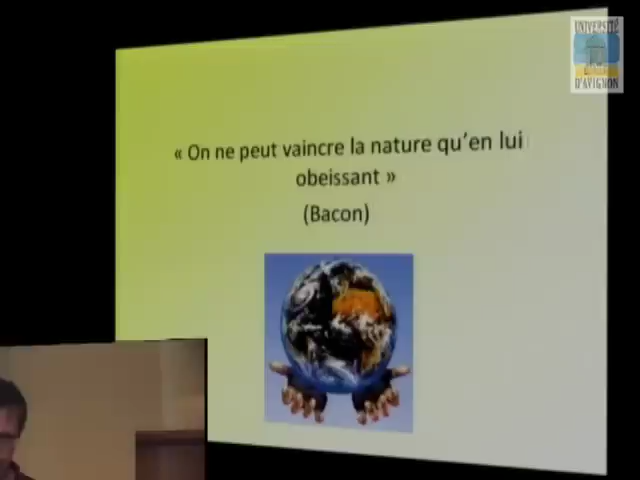 UNIVERSITÉ
D'AVIGNON
« On ne peut vaincre la nature qu'en lui
obeissant »
(Bacon)